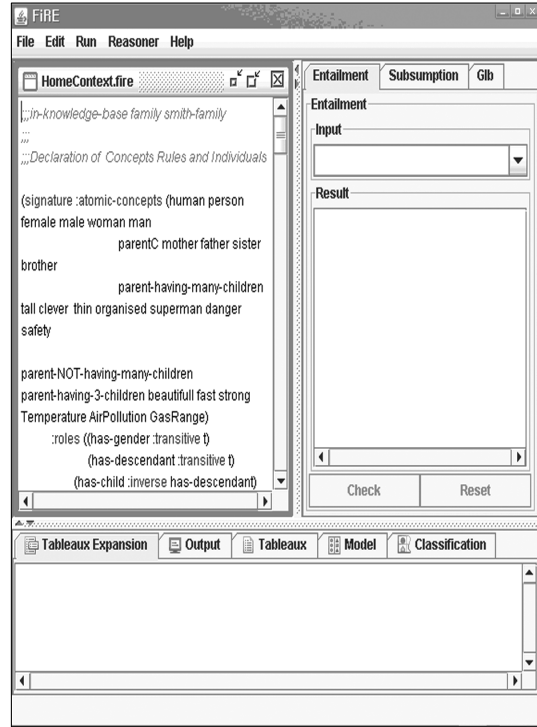 FiRE
File Edit Run Reasoner Help
HomeContext.fire
;;;in-knowledge-base family smith-family
;;;
;;;Declaration of Concepts Rules and Individuals
(signature :atomic-concepts (human person
female male woman man
parentC mother father sister
brother
parent-having-many-children
tall clever thin organised superman danger
safety
parent-NOT-having-many-children
parent-having-3-children beautifull fast strong
Temperature AirPollution GasRange)
:roles ((has-gender :transitive t)
(has-descendant :transitive t)
(has-child :inverse has-descendant)
Entailment Subsumption Glb
Entailment
Input
Result
Check Reset
Tableaux Expansion Output Tableaux Model Classification